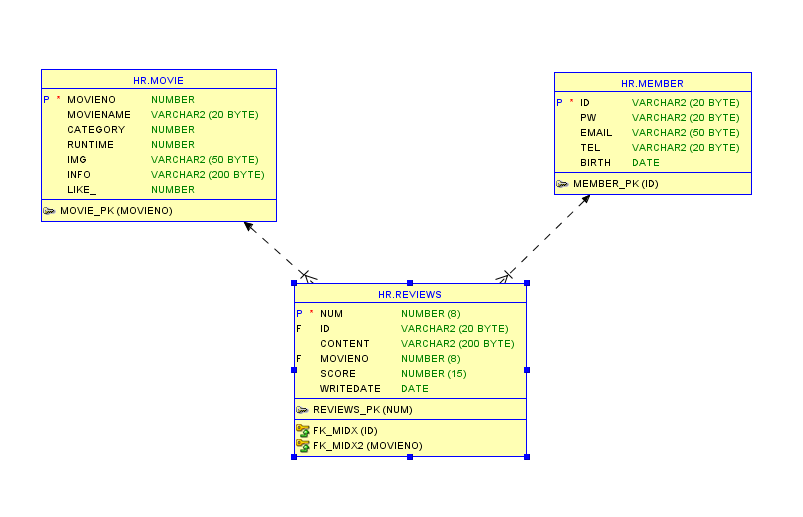 HR.MOVIE
P * MOVIENO NUMBER
MOVIENAME VARCHAR2 (20 BYTE)
CATEGORY NUMBER
RUNTIME NUMBER
IMG VARCHAR2 (50 BYTE)
INFO VARCHAR2 (200 BYTE)
LIKE_ NUMBER
MOVIE_PK (MOVIENO)
HR.MEMBER
P * ID VARCHAR2 (20 BYTE)
PW VARCHAR2 (20 BYTE)
EMAIL VARCHAR2 (50 BYTE)
TEL VARCHAR2 (20 BYTE)
BIRTH DATE
MEMBER_PK (ID)
HR.REVIEWS
P * NUM NUMBER (8)
F ID VARCHAR2 (20 BYTE)
CONTENT VARCHAR2 (200 BYTE)
F MOVIENO NUMBER (8)
SCORE NUMBER (15)
WRITEDATE DATE
REVIEWS_PK (NUM)
FK_MIDX (ID)
FK_MIDX2 (MOVIENO)